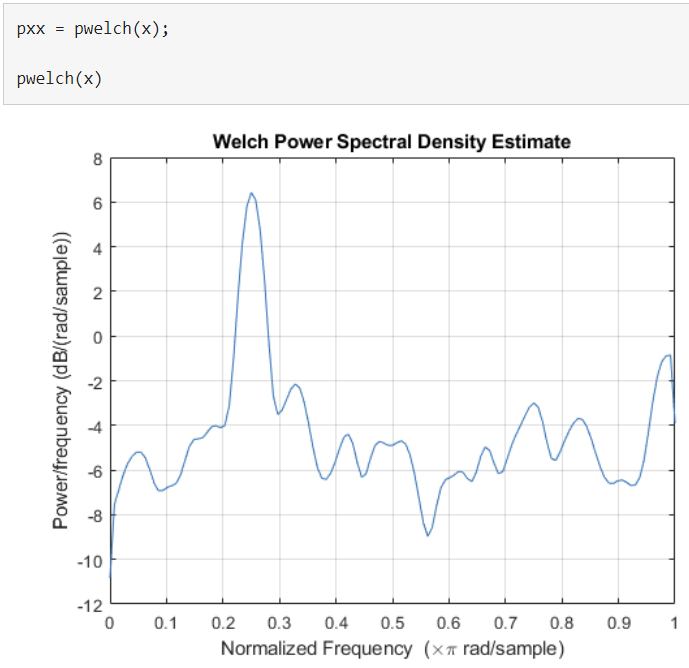 pxx = pwelch(x);
pwelch(x)
Welch Power Spectral Density Estimate
8
6
4
2
0
-2
-4
-6
-8
-10
-12
Power/frequency (dB/(rad/sample))
0 0.1 0.2 0.3 0.4 0.5 0.6 0.7 0.8 0.9 1
Normalized Frequency (×π rad/sample)